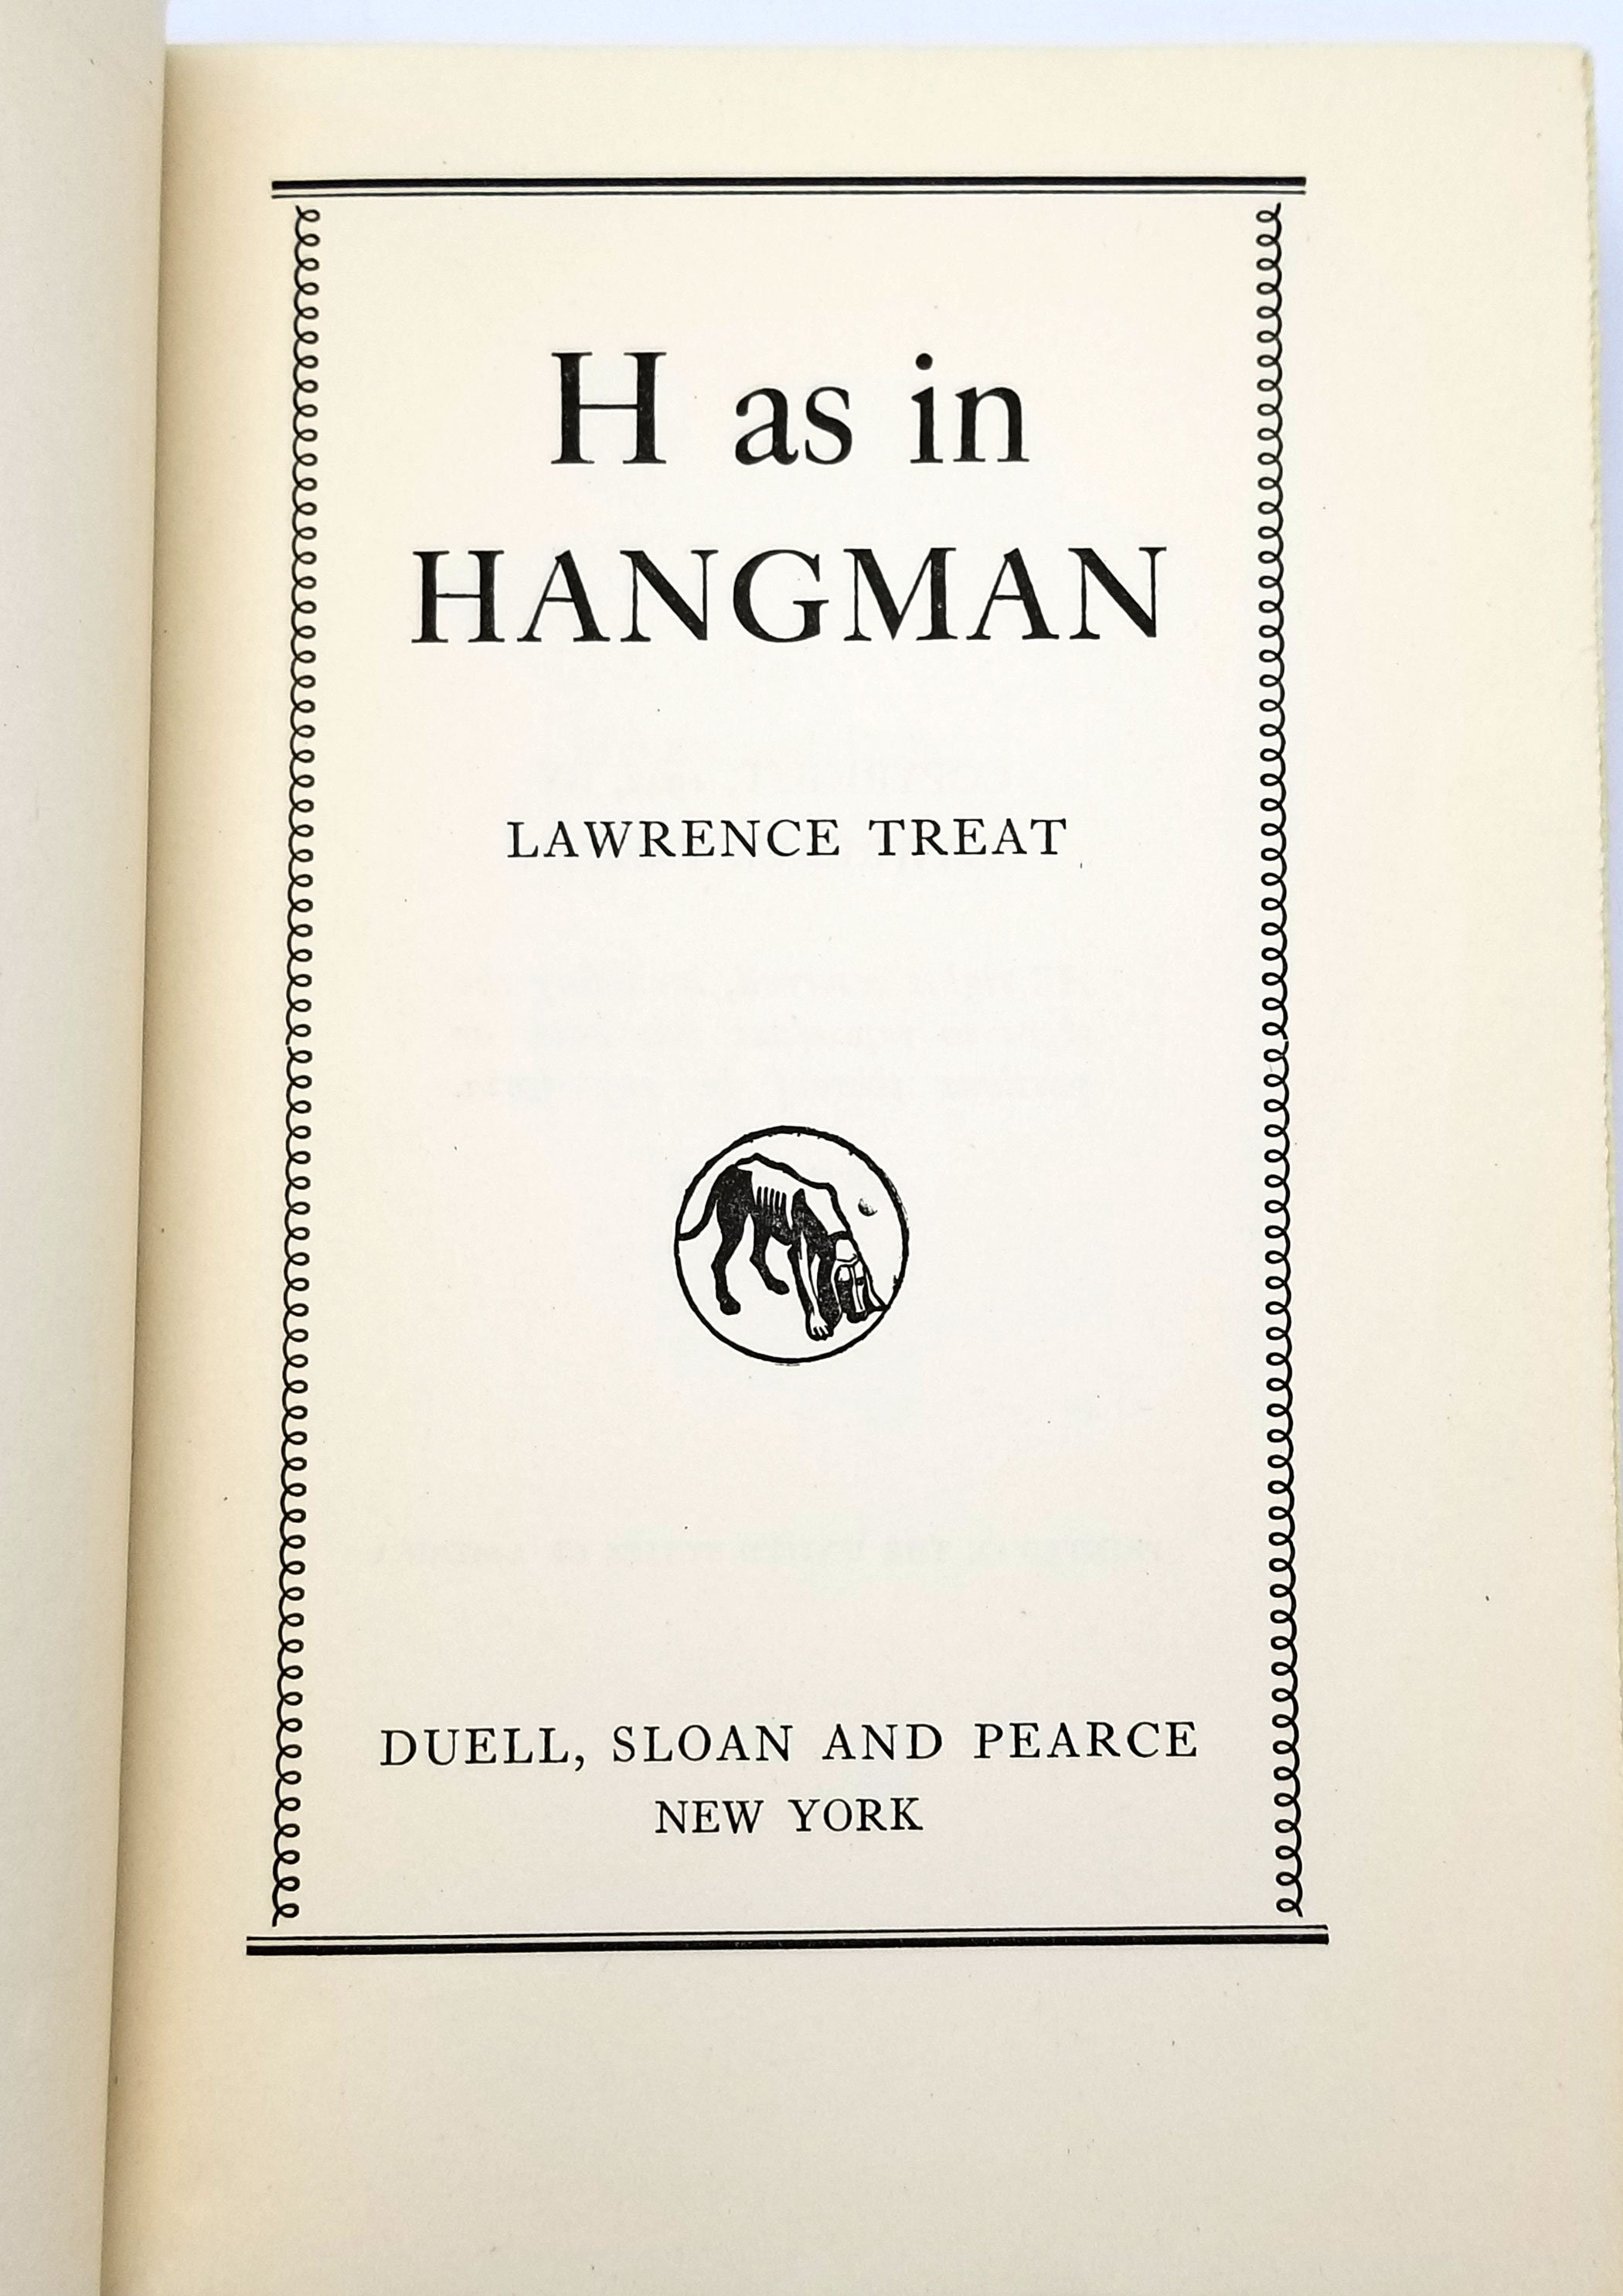 H as in
HANGMAN
LAWRENCE TREAT
DUELL, SLOAN AND PEARCE
NEW YORK